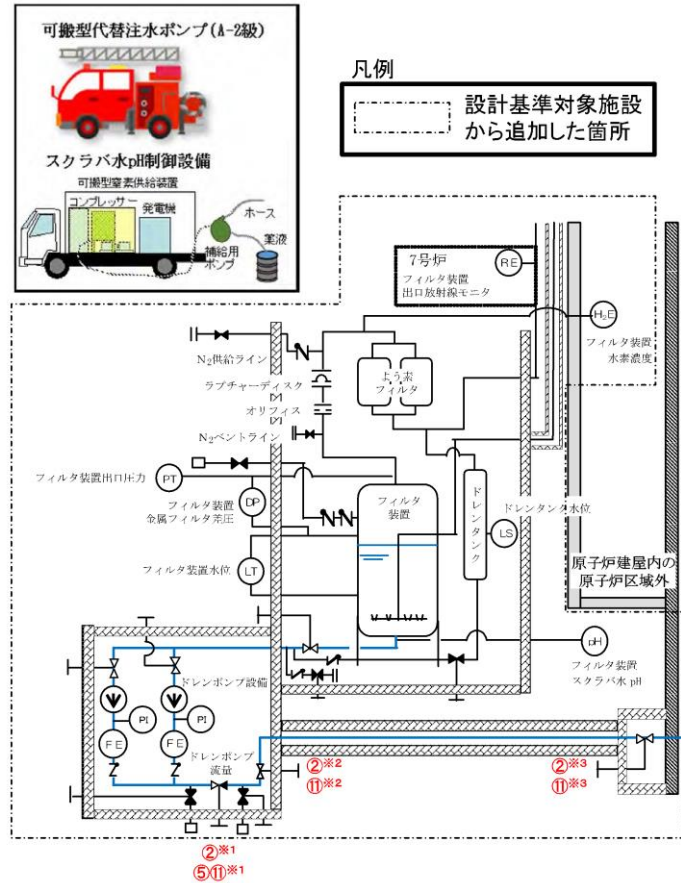 可搬型代替注水ポンプ(A-2級)
スクラバ水pH制御設備
可搬型窒素供給装置
コンプレッサー
発電機
ホース
薬液
補給用
ポンプ
凡例
設計基準対象施設
から追加した箇所
7号炉
フィルタ装置
出口放射線モニタ
RE
H₂E
フィルタ装置
水素濃度
N₂供給ライン
ラプチャーディスク
オリフィス
N₂ベントライン
よう素
フィルタ
フィルタ装置出口圧力
PT
DP
フィルタ装置
金属フィルタ差圧
フィルタ装置水位
LT
フィルタ
装置
ドレンタンク
LS
ドレンタンク水位
原子炉建屋内の
原子炉区域外
pH
フィルタ装置
スクラバ水 pH
ドレンポンプ設備
PI
PI
FE
FE
ドレンポンプ
流量
②※2
⑪※2
②※3
⑪※3
②※1
⑤⑪※1